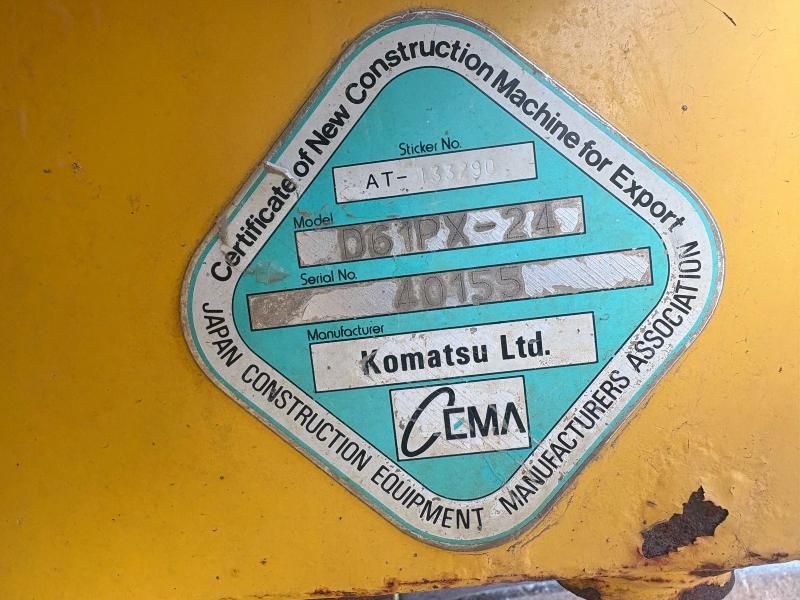 Certificate of New Construction Machine for Export
Sticker No.
AT-133290
Model
D61PX-24
Serial No.
40155
Manufacturer
Komatsu Ltd.
CEMA
JAPAN CONSTRUCTION EQUIPMENT MANUFACTURERS ASSOCIATION